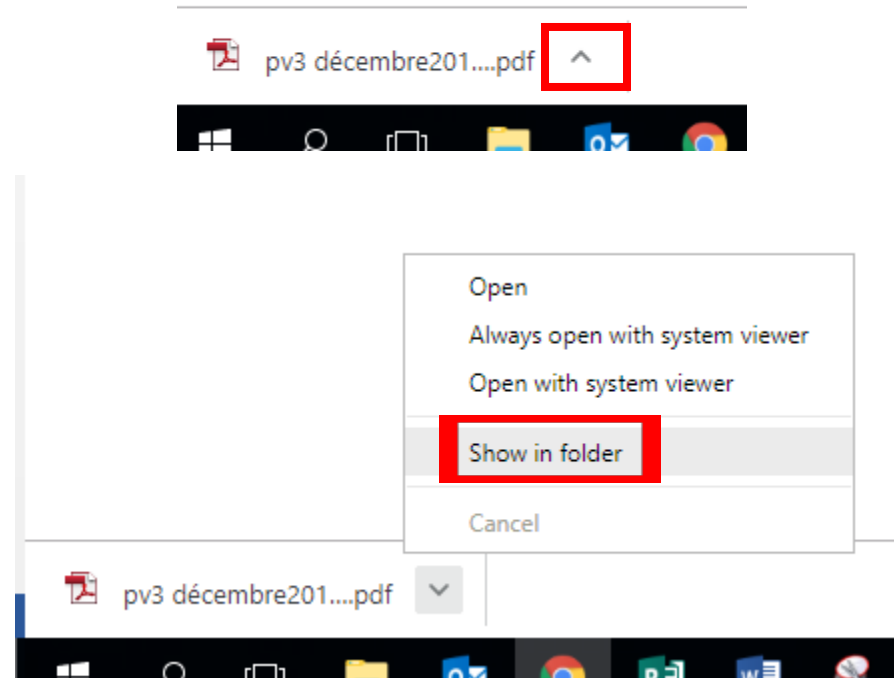 pv3 décembre201....pdf
Open
Always open with system viewer
Open with system viewer
Show in folder
Cancel
pv3 décembre201....pdf